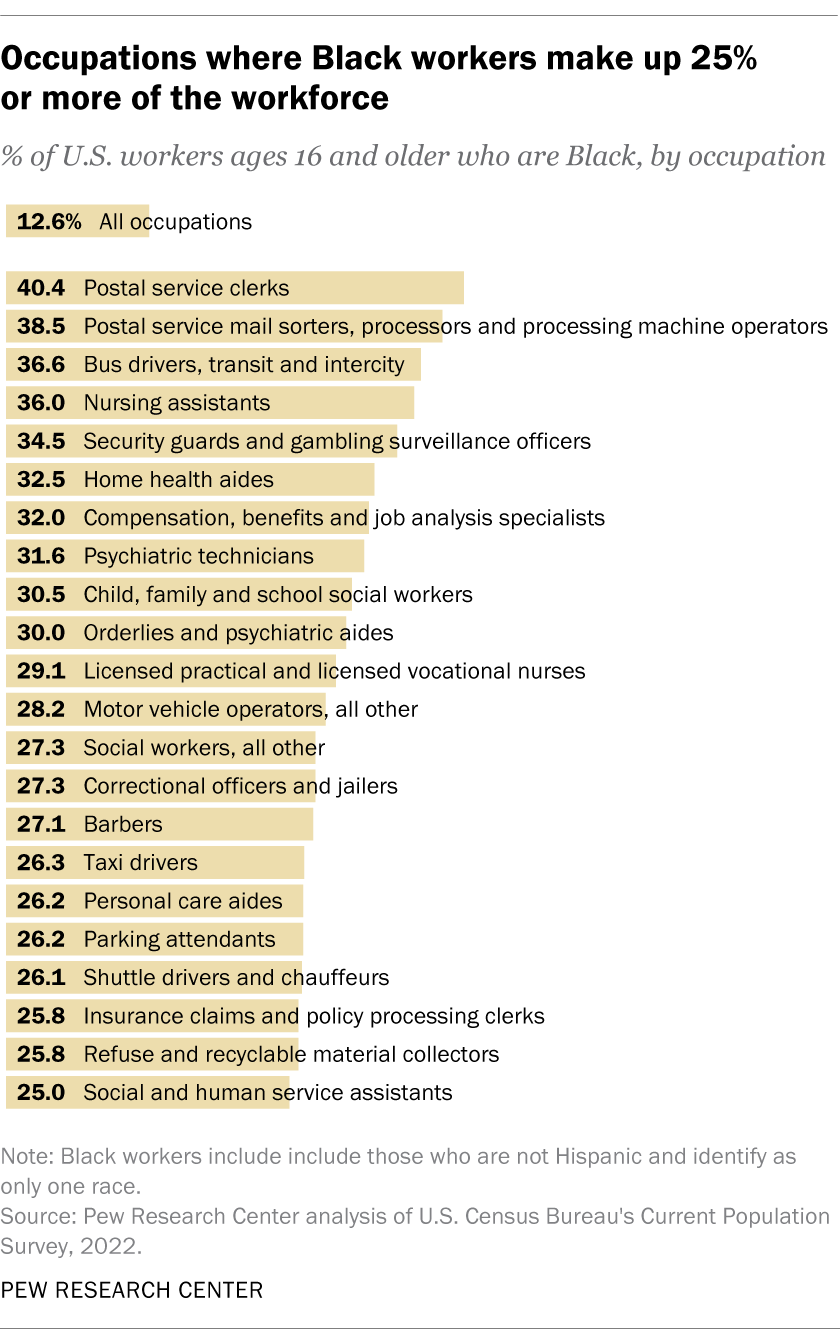 Occupations where Black workers make up 25%
or more of the workforce
% of U.S. workers ages 16 and older who are Black, by occupation
12.6% All occupations
40.4 Postal service clerks
38.5 Postal service mail sorters, processors and processing machine operators
36.6 Bus drivers, transit and intercity
36.0 Nursing assistants
34.5 Security guards and gambling surveillance officers
32.5 Home health aides
32.0 Compensation, benefits and job analysis specialists
31.6 Psychiatric technicians
30.5 Child, family and school social workers
30.0 Orderlies and psychiatric aides
29.1 Licensed practical and licensed vocational nurses
28.2 Motor vehicle operators, all other
27.3 Social workers, all other
27.3 Correctional officers and jailers
27.1 Barbers
26.3 Taxi drivers
26.2 Personal care aides
26.2 Parking attendants
26.1 Shuttle drivers and chauffeurs
25.8 Insurance claims and policy processing clerks
25.8 Refuse and recyclable material collectors
25.0 Social and human service assistants
Note: Black workers include include those who are not Hispanic and identify as
only one race.
Source: Pew Research Center analysis of U.S. Census Bureau's Current Population
Survey, 2022.
PEW RESEARCH CENTER